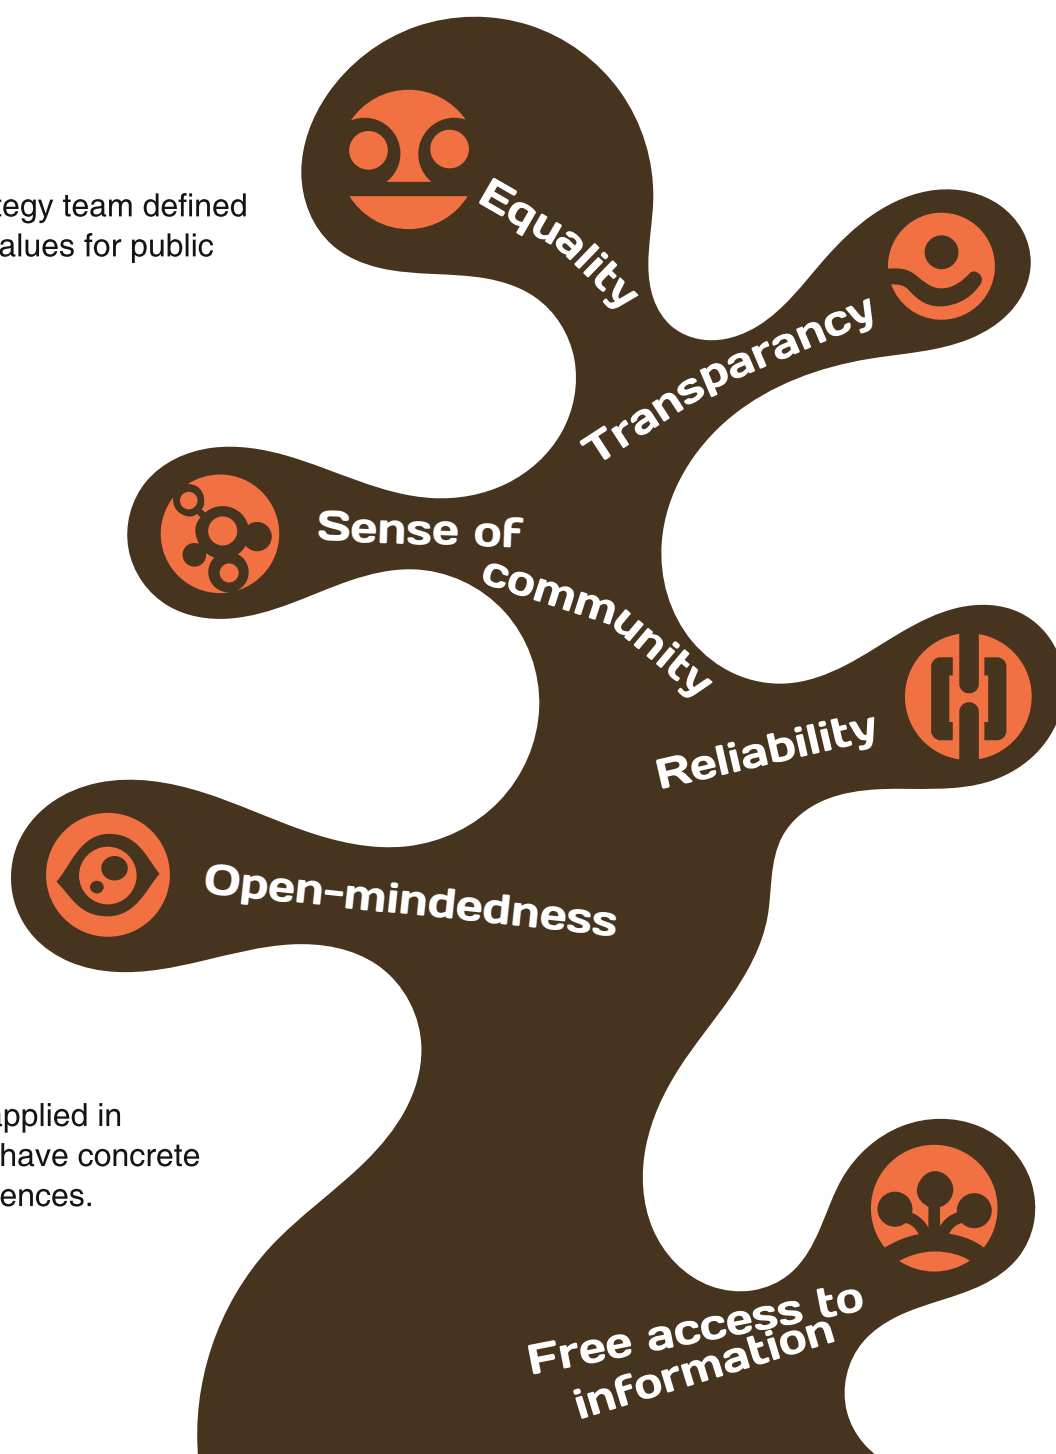 tegy team defined
alues for public
Equality
Transparancy
Sense of
community
Reliability
Open-mindedness
applied in
have concrete
ences.
Free access to
information